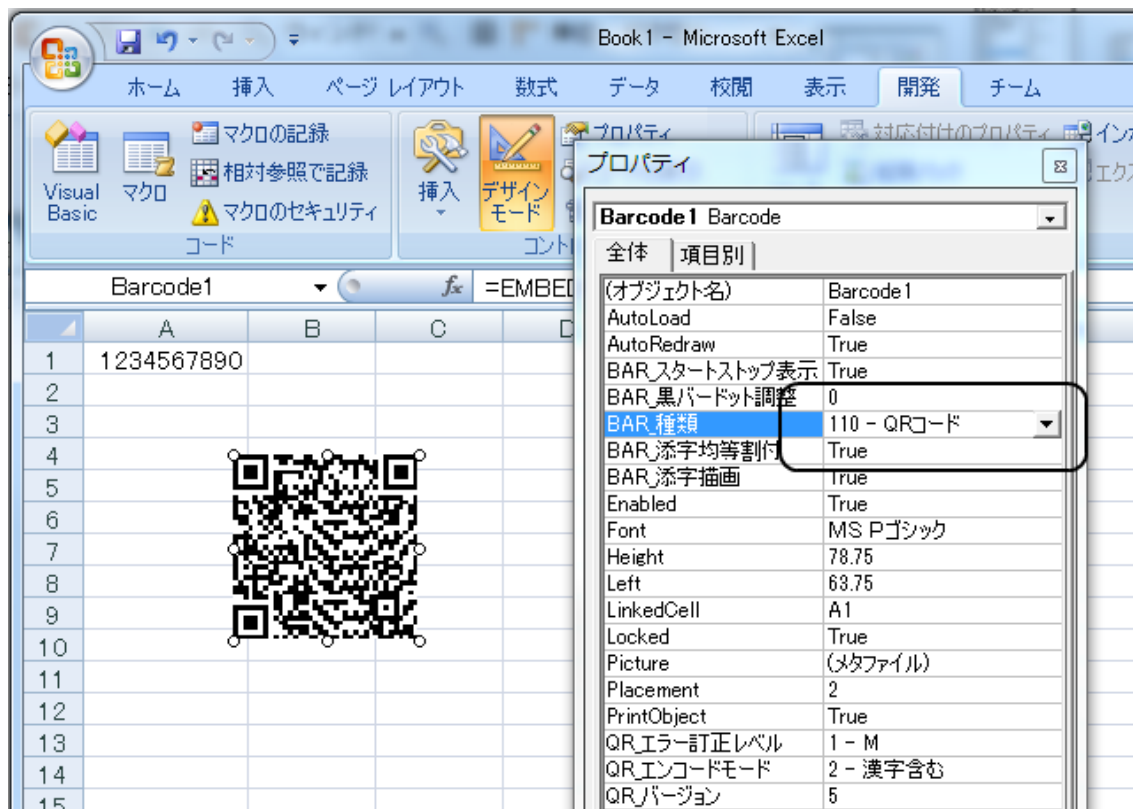 Book1 - Microsoft Excel
ホーム 挿入 ページ レイアウト 数式 データ 校閲 表示 開発 チーム
Visual Basic
マクロ
マクロの記録
相対参照で記録
マクロのセキュリティ
コード
挿入
デザイン モード
プロパティ
対応付けのプロパティ
プロパティ
Barcode1 Barcode
全体 項目別
Barcode1 fx =EMBED
A B C D
1 1234567890
2
3
4
5
6
7
8
9
10
11
12
13
14
15
(オブジェクト名) Barcode1
AutoLoad False
AutoRedraw True
BAR_スタートストップ表示 True
BAR_黒バードット調整 0
BAR_種類 110 - QRコード
BAR_添字均等割付 True
BAR_添字描画 True
Enabled True
Font MS Pゴシック
Height 78.75
Left 63.75
LinkedCell A1
Locked True
Picture (メタファイル)
Placement 2
PrintObject True
QR_エラー訂正レベル 1 - M
QR_エンコードモード 2 - 漢字含む
QR_バージョン 5